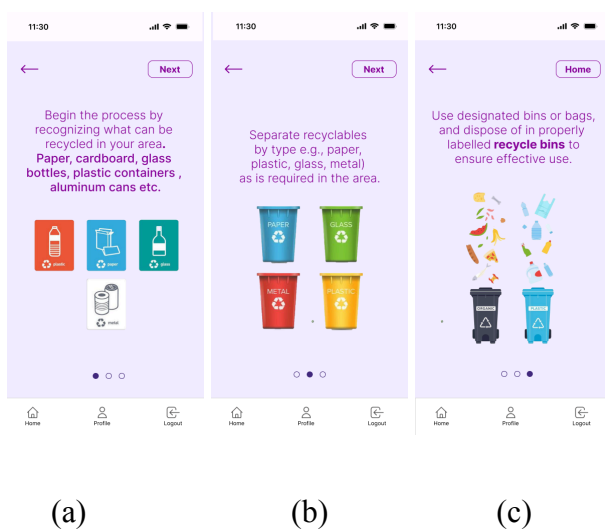 11:30
Next
Begin the process by
recognizing what can be
recycled in your area.
Paper, cardboard, glass
bottles, plastic containers ,
aluminum cans etc.
plastic
paper
glass
metal
Home
Profile
Logout
(a)
11:30
Next
Separate recyclables
by type e.g., paper,
plastic, glass, metal)
as is required in the area.
PAPER
GLASS
METAL
PLASTIC
Home
Profile
Logout
(b)
11:30
Home
Use designated bins or bags,
and dispose of in properly
labelled recycle bins to
ensure effective use.
ORGANIC
PLASTIC
Home
Profile
Logout
(c)